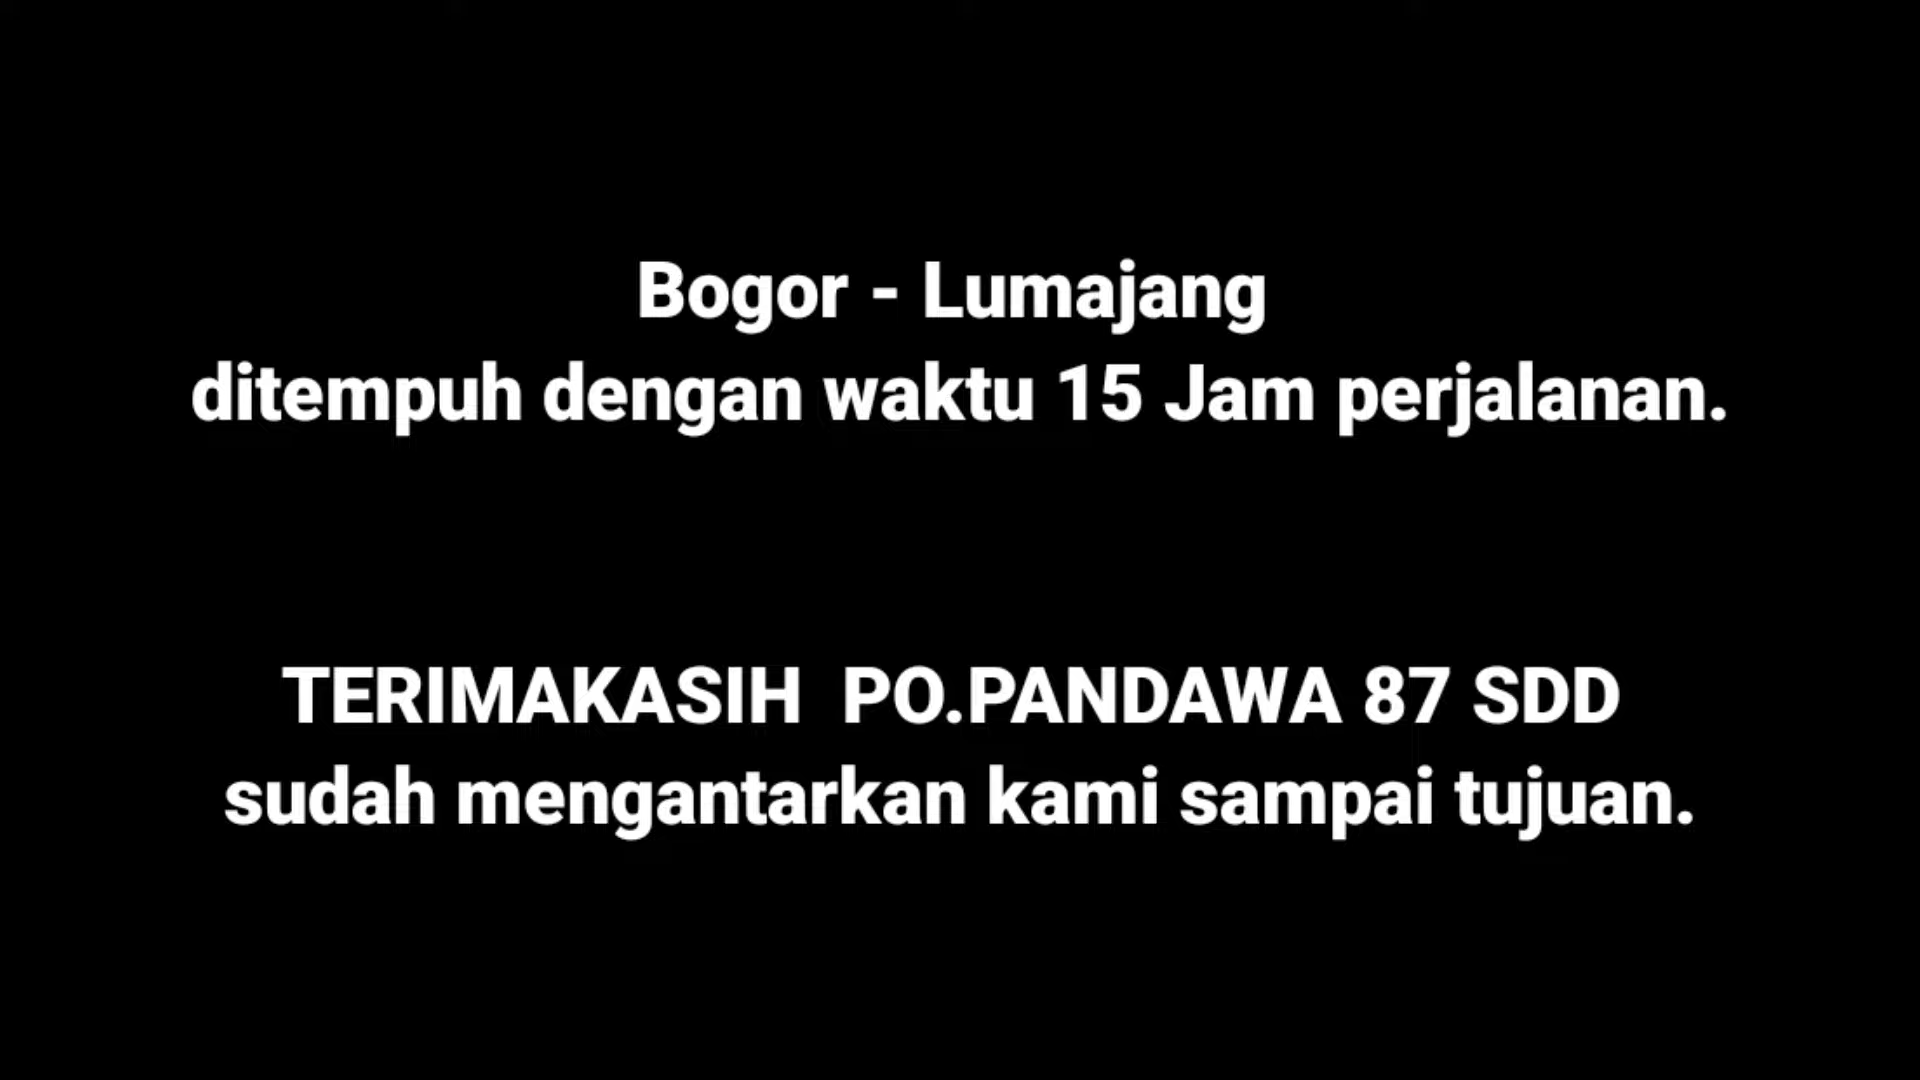 Bogor - Lumajang
ditempuh dengan waktu 15 Jam perjalanan.
TERIMAKASIH  PO.PANDAWA 87 SDD
sudah mengantarkan kami sampai tujuan.